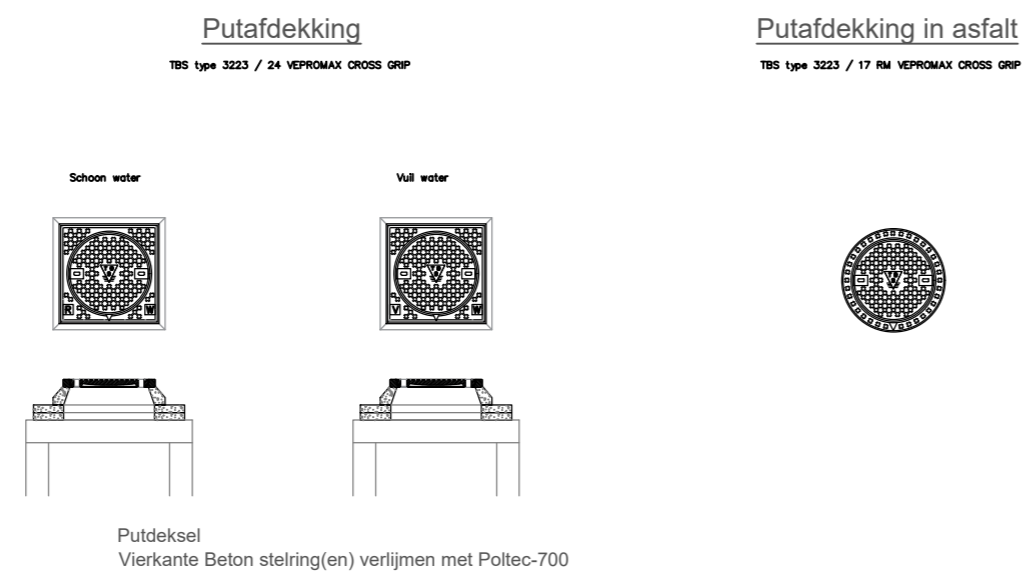 Putafdekking
TBS type 3223 / 24 VEPROMAX CROSS GRIP
Putafdekking in asfalt
TBS type 3223 / 17 RM VEPROMAX CROSS GRIP
Schoon water
Vuil water
R W
V W
Putdeksel
Vierkante Beton stelring(en) verlijmen met Poltec-700